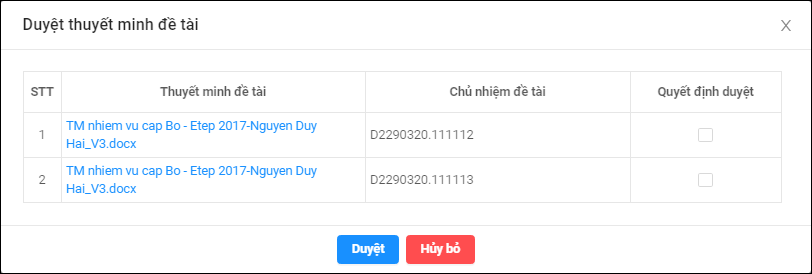 Duyệt thuyết minh đề tài
STT Thuyết minh đề tài Chủ nhiệm đề tài Quyết định duyệt
1 TM nhiem vu cap Bo - Etep 2017-Nguyen Duy D2290320.111112
Hai_V3.docx
2 TM nhiem vu cap Bo - Etep 2017-Nguyen Duy D2290320.111113
Hai_V3.docx
Duyệt Hủy bỏ